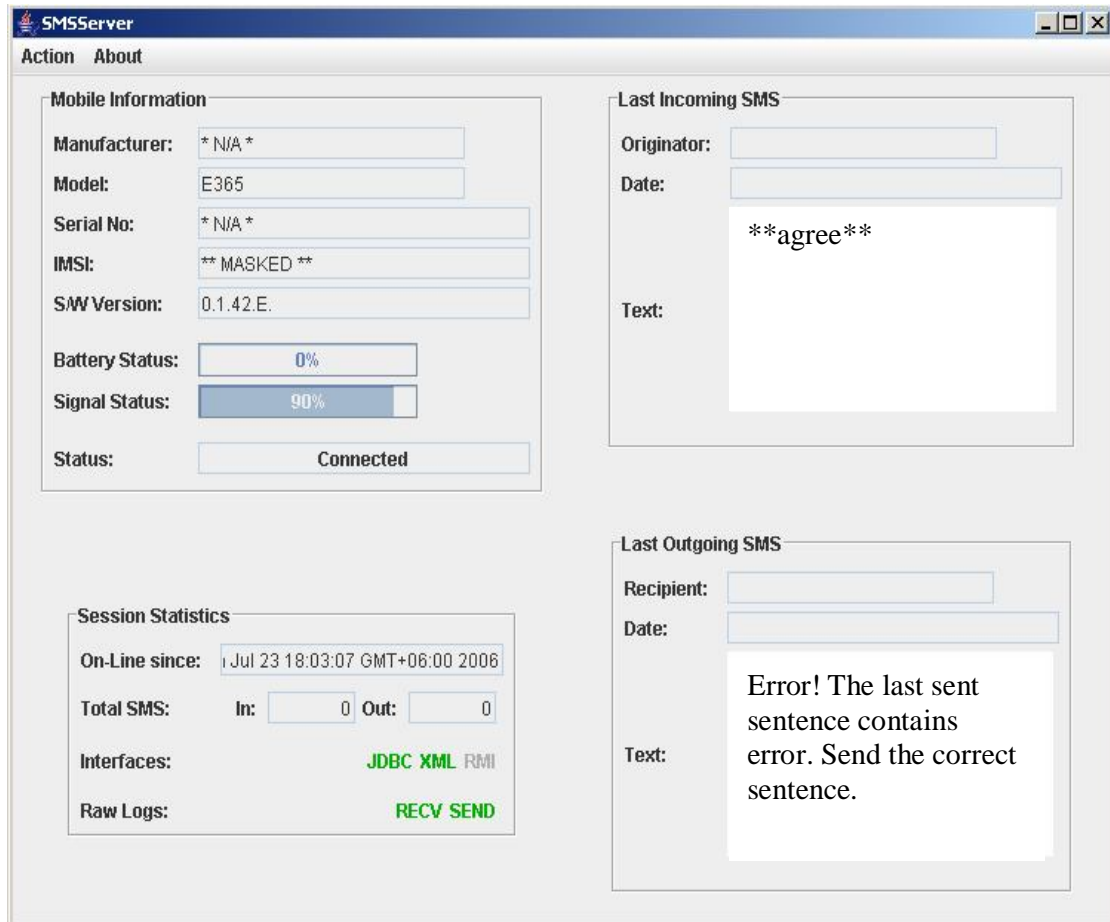 SMSServer
Action About
Mobile Information
Manufacturer: * N/A *
Model: E365
Serial No: * N/A *
IMSI: ** MASKED **
S/W Version: 0.1.42.E.
Battery Status: 0%
Signal Status: 90%
Status: Connected
Last Incoming SMS
Originator:
Date:
**agree**
Text:
Session Statistics
On-Line since: Jul 23 18:03:07 GMT+06:00 2006
Total SMS: In: 0 Out: 0
Interfaces: JDBC XML RMI
Raw Logs: RECV SEND
Last Outgoing SMS
Recipient:
Date:
Text:
Error! The last sent
sentence contains
error. Send the correct
sentence.